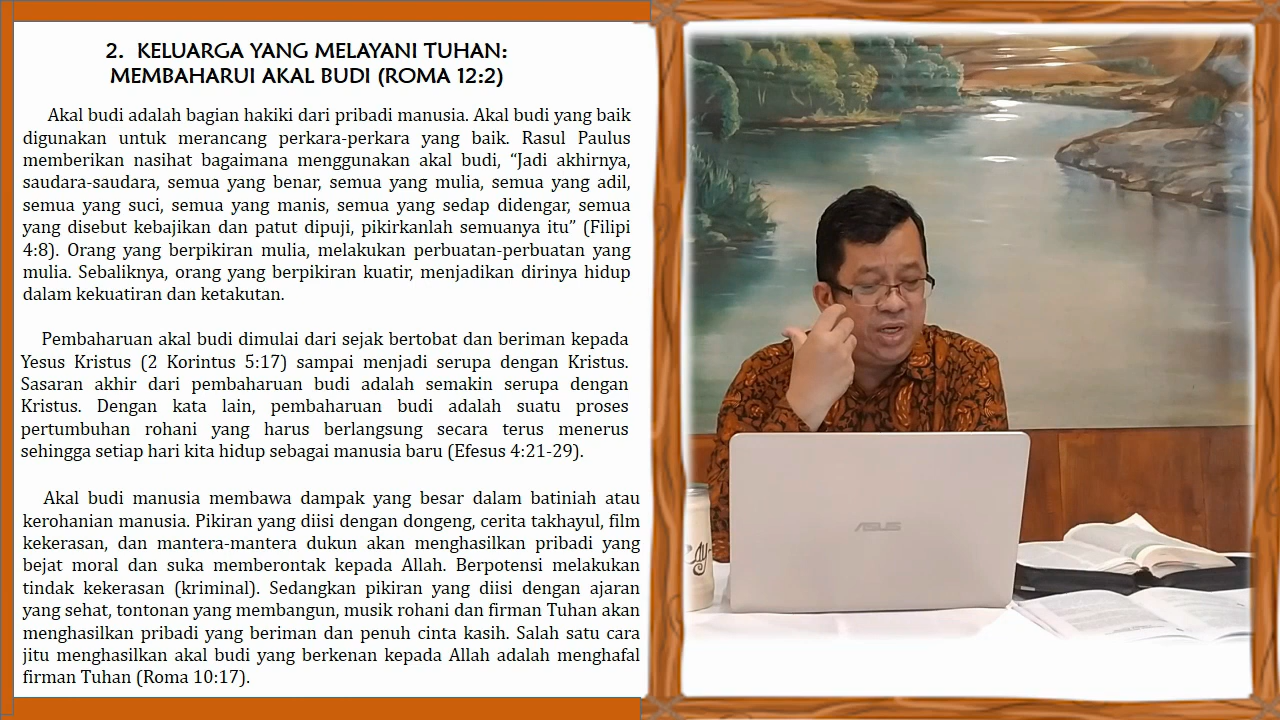 2. KELUARGA YANG MELAYANI TUHAN:
MEMBAHARUI AKAL BUDI (ROMA 12:2)
Akal budi adalah bagian hakiki dari pribadi manusia. Akal budi yang baik
digunakan untuk merancang perkara-perkara yang baik. Rasul Paulus
memberikan nasihat bagaimana menggunakan akal budi, “Jadi akhirnya,
saudara-saudara, semua yang benar, semua yang mulia, semua yang adil,
semua yang suci, semua yang manis, semua yang sedap didengar, semua
yang disebut kebajikan dan patut dipuji, pikirkanlah semuanya itu” (Filipi
4:8). Orang yang berpikiran mulia, melakukan perbuatan-perbuatan yang
mulia. Sebaliknya, orang yang berpikiran kuatir, menjadikan dirinya hidup
dalam kekuatiran dan ketakutan.
Pembaharuan akal budi dimulai dari sejak bertobat dan beriman kepada
Yesus Kristus (2 Korintus 5:17) sampai menjadi serupa dengan Kristus.
Sasaran akhir dari pembaharuan budi adalah semakin serupa dengan
Kristus. Dengan kata lain, pembaharuan budi adalah suatu proses
pertumbuhan rohani yang harus berlangsung secara terus menerus
sehingga setiap hari kita hidup sebagai manusia baru (Efesus 4:21-29).
Akal budi manusia membawa dampak yang besar dalam batiniah atau
kerohanian manusia. Pikiran yang diisi dengan dongeng, cerita takhayul, film
kekerasan, dan mantera-mantera dukun akan menghasilkan pribadi yang
bejat moral dan suka memberontak kepada Allah. Berpotensi melakukan
tindak kekerasan (kriminal). Sedangkan pikiran yang diisi dengan ajaran
yang sehat, tontonan yang membangun, musik rohani dan firman Tuhan akan
menghasilkan pribadi yang beriman dan penuh cinta kasih. Salah satu cara
jitu menghasilkan akal budi yang berkenan kepada Allah adalah menghafal
firman Tuhan (Roma 10:17).
ASUS